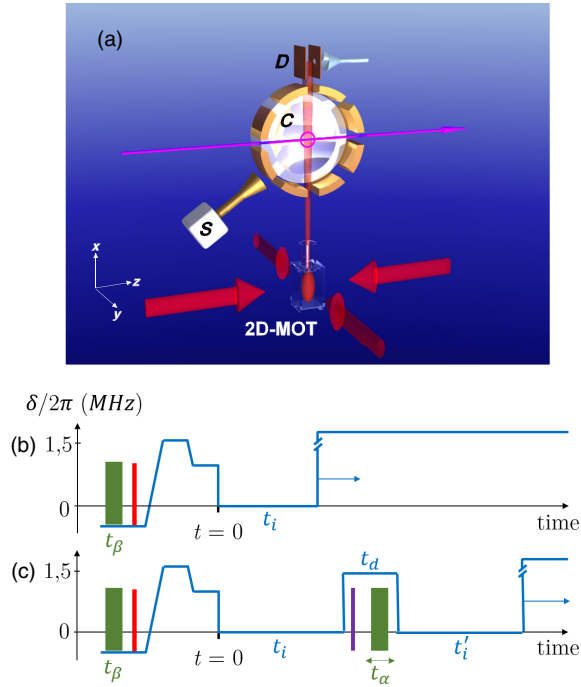 (a)
D
C
S
x
z
y
2D-MOT
δ/2π (MHz)
(b)
1,5
0
t_β
t = 0
t_i
time
(c)
1,5
t_d
0
t_β
t = 0
t_i
t_α
t_i′
time